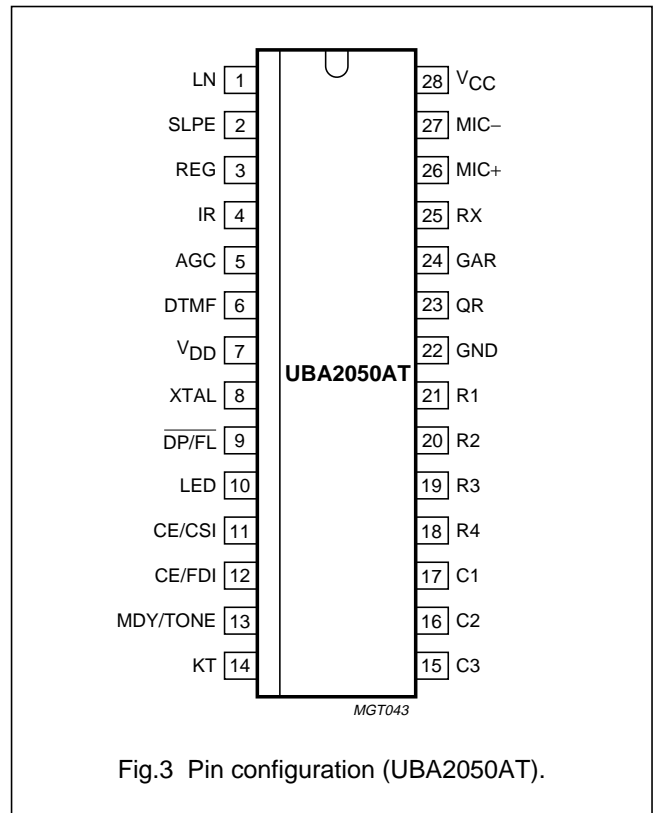 LN 1
SLPE 2
REG 3
IR 4
AGC 5
DTMF 6
VDD 7
XTAL 8
DP/FL 9
LED 10
CE/CSI 11
CE/FDI 12
MDY/TONE 13
KT 14
UBA2050AT
28 VCC
27 MIC−
26 MIC+
25 RX
24 GAR
23 QR
22 GND
21 R1
20 R2
19 R3
18 R4
17 C1
16 C2
15 C3
MGT043
Fig.3 Pin configuration (UBA2050AT).